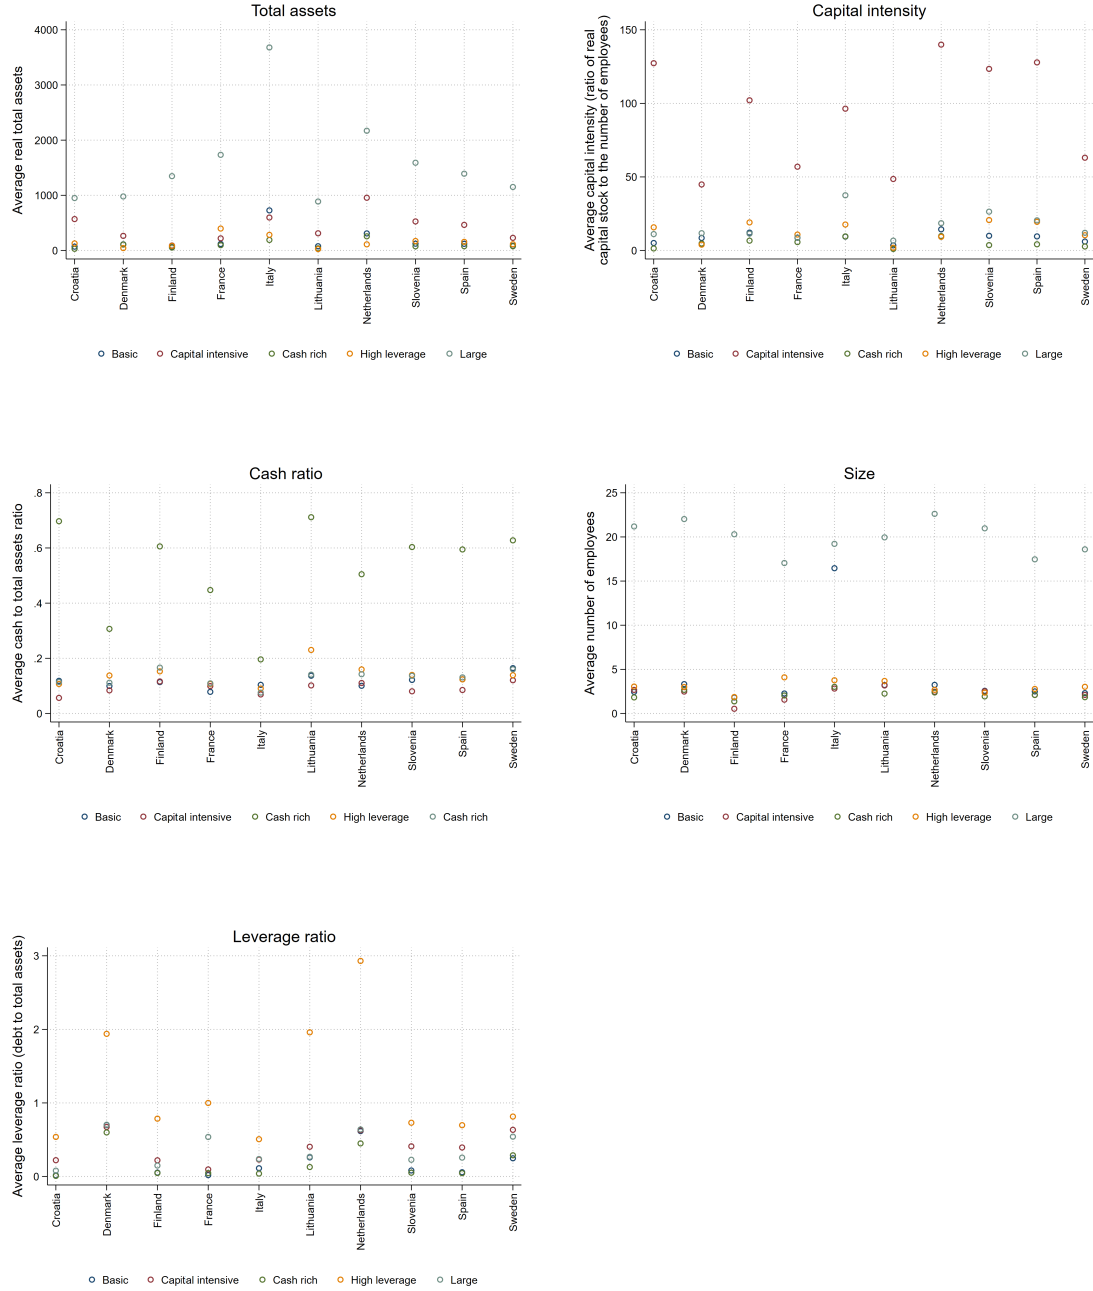 Total assets
Average real total assets
4000
3000
2000
1000
0
Croatia
Denmark
Finland
France
Italy
Lithuania
Netherlands
Slovenia
Spain
Sweden
Basic Capital intensive Cash rich High leverage Large
Capital intensity
Average capital intensity (ratio of real
capital stock to the number of employees)
150
100
50
0
Croatia
Denmark
Finland
France
Italy
Lithuania
Netherlands
Slovenia
Spain
Sweden
Basic Capital intensive Cash rich High leverage Large
Cash ratio
Average cash to total assets ratio
.8
.6
.4
.2
0
Croatia
Denmark
Finland
France
Italy
Lithuania
Netherlands
Slovenia
Spain
Sweden
Basic Capital intensive Cash rich High leverage Cash rich
Size
Average number of employees
25
20
15
10
5
0
Croatia
Denmark
Finland
France
Italy
Lithuania
Netherlands
Slovenia
Spain
Sweden
Basic Capital intensive Cash rich High leverage Large
Leverage ratio
Average leverage ratio (debt to total assets)
3
2
1
0
Croatia
Denmark
Finland
France
Italy
Lithuania
Netherlands
Slovenia
Spain
Sweden
Basic Capital intensive Cash rich High leverage Large